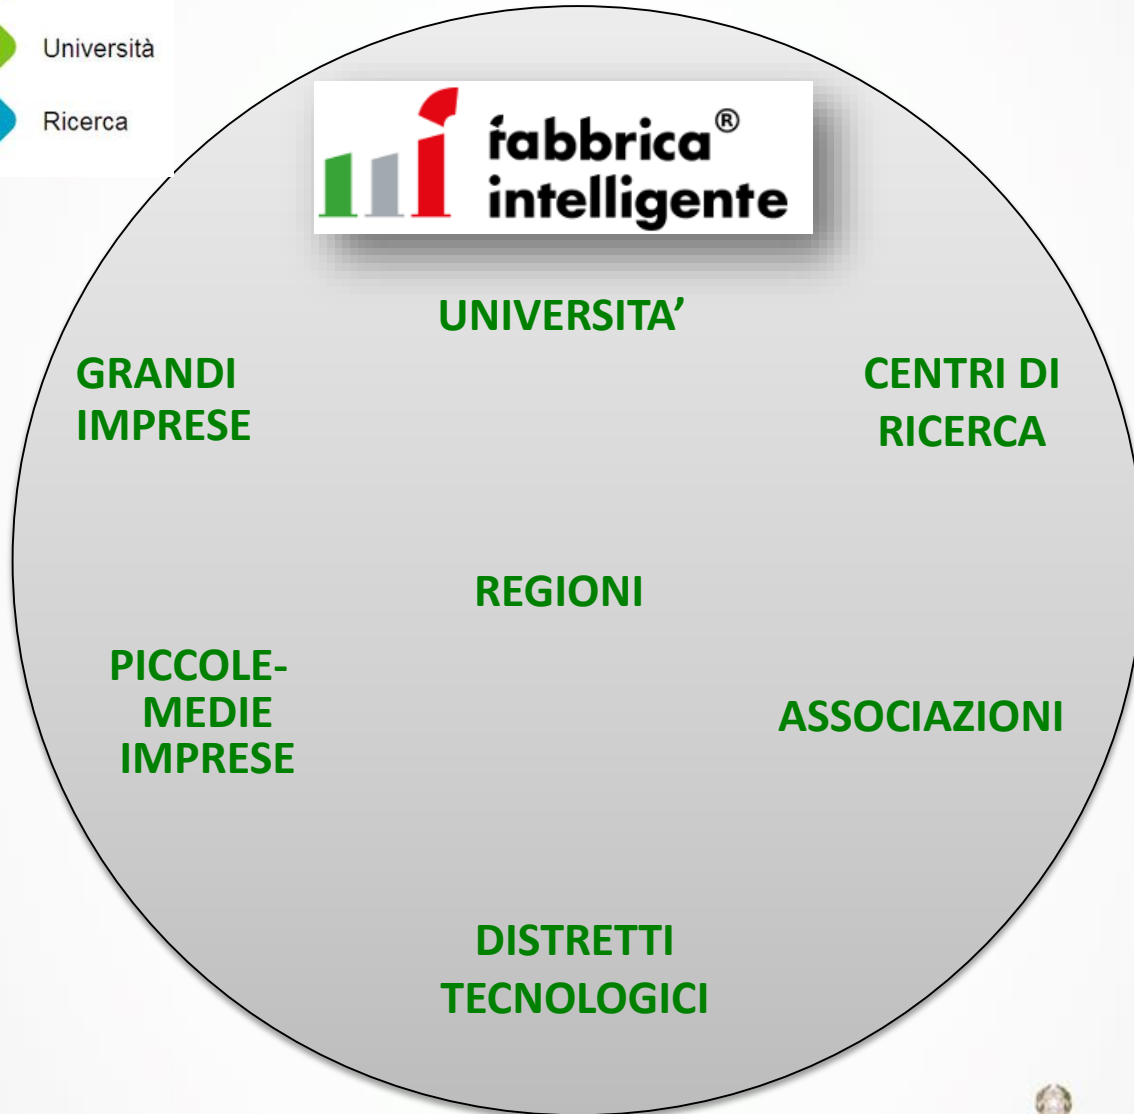 Università
Ricerca
fabbrica®
intelligente
UNIVERSITA’
GRANDI
IMPRESE
CENTRI DI
RICERCA
REGIONI
PICCOLE-
MEDIE
IMPRESE
ASSOCIAZIONI
DISTRETTI
TECNOLOGICI